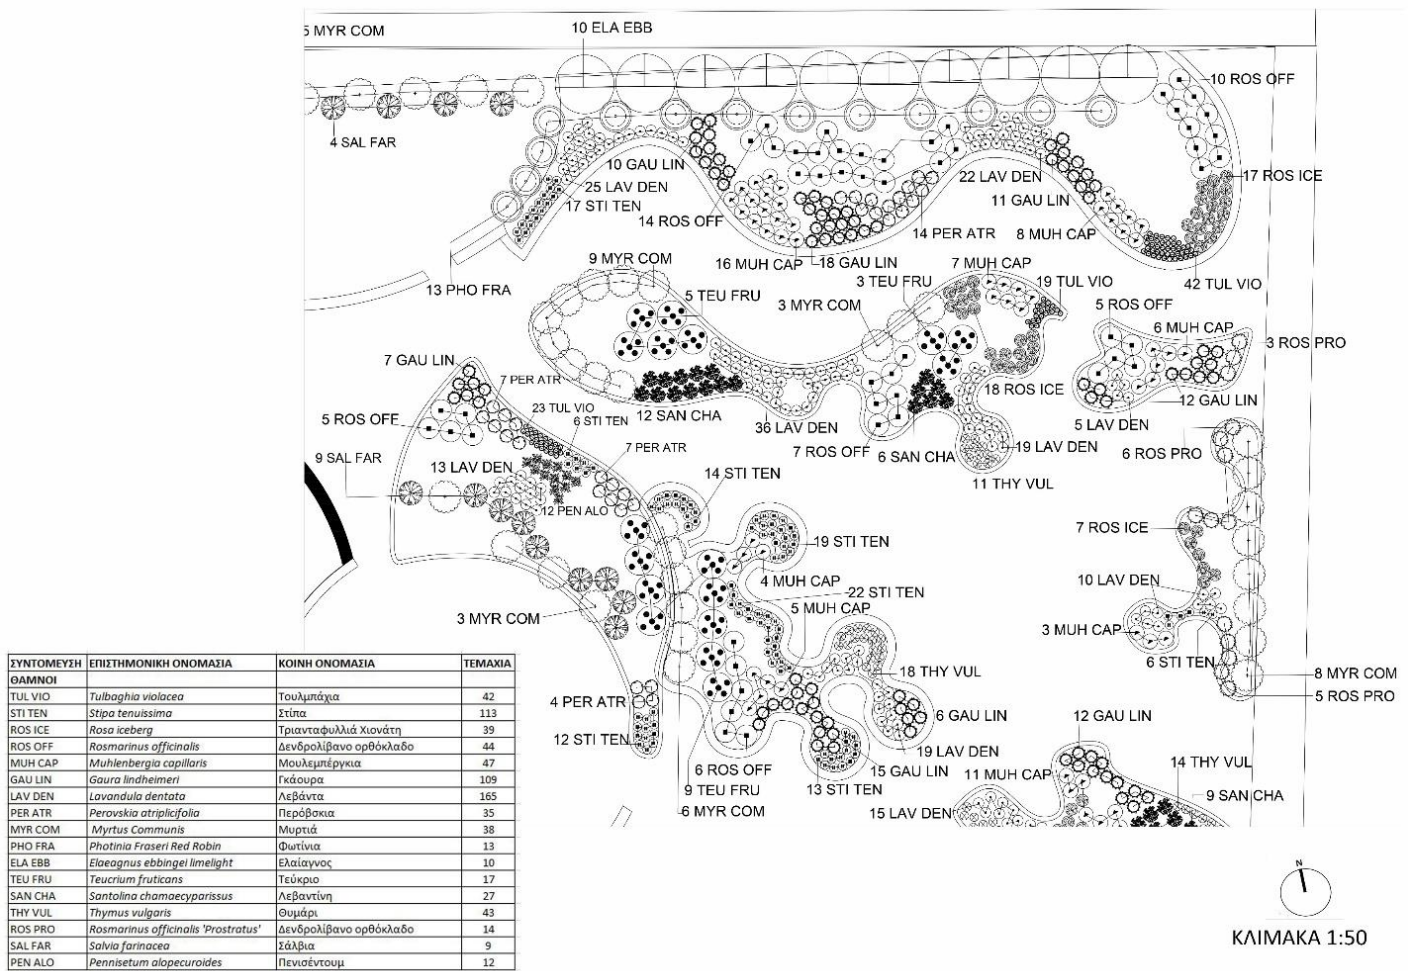 5 MYR COM
10 ELA EBB
10 ROS OFF
4 SAL FAR
10 GAU LIN
22 LAV DEN
17 ROS ICE
25 LAV DEN
17 STI TEN
11 GAU LIN
14 ROS OFF
14 PER ATR
8 MUH CAP
9 MYR COM
16 MUH CAP
18 GAU LIN
7 MUH CAP
13 PHO FRA
5 TEU FRU
3 TEU FRU
19 TUL VIO
42 TUL VIO
3 MYR COM
5 ROS OFF
6 MUH CAP
3 ROS PRO
7 GAU LIN
7 PER ATR
18 ROS ICE
12 GAU LIN
5 ROS OFF
23 TUL VIO
6 STI TEN
12 SAN CHA
36 LAV DEN
5 LAV DEN
9 SAL FAR
7 PER ATR
7 ROS OFF
6 SAN CHA
19 LAV DEN
6 ROS PRO
13 LAV DEN
14 STI TEN
11 THY VUL
12 PEN ALO
7 ROS ICE
19 STI TEN
4 MUH CAP
10 LAV DEN
22 STI TEN
5 MUH CAP
3 MYR COM
3 MUH CAP
6 STI TEN
18 THY VUL
8 MYR COM
4 PER ATR
5 ROS PRO
6 GAU LIN
12 GAU LIN
12 STI TEN
19 LAV DEN
6 ROS OFF
15 GAU LIN
11 MUH CAP
14 THY VUL
9 TEU FRU
13 STI TEN
9 SAN CHA
6 MYR COM
15 LAV DEN
ΣΥΝΤΟΜΕΥΣΗ ΕΠΙΣΤΗΜΟΝΙΚΗ ΟΝΟΜΑΣΙΑ ΚΟΙΝΗ ΟΝΟΜΑΣΙΑ ΤΕΜΑΧΙΑ
ΘΑΜΝΟΙ
TUL VIO Tulbaghia violacea Τουλμπάχια 42
STI TEN Stipa tenuissima Στίπα 113
ROS ICE Rosa iceberg Τριανταφυλλιά Χιονάτη 39
ROS OFF Rosmarinus officinalis Δενδρολίβανο ορθόκλαδο 44
MUH CAP Muhlenbergia capillaris Μουλεμπέργκια 47
GAU LIN Gaura lindheimeri Γκάουρα 109
LAV DEN Lavandula dentata Λεβάντα 165
PER ATR Perovskia atriplicifolia Περόβσκια 35
MYR COM Myrtus Communis Μυρτιά 38
PHO FRA Photinia Fraseri Red Robin Φωτίνια 13
ELA EBB Elaeagnus ebbingei limelight Ελαίαγνος 10
TEU FRU Teucrium fruticans Τεύκριο 17
SAN CHA Santolina chamaecyparissus Λεβαντίνη 27
THY VUL Thymus vulgaris Θυμάρι 43
ROS PRO Rosmarinus officinalis 'Prostratus' Δενδρολίβανο ορθόκλαδο 14
SAL FAR Salvia farinacea Σάλβια 9
PEN ALO Pennisetum alopecuroides Πενισέντουμ 12
N
ΚΛΙΜΑΚΑ 1:50